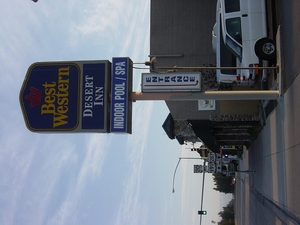 Best
Western
DESERT
INN
INDOOR POOL / SPA
ENTRANCE